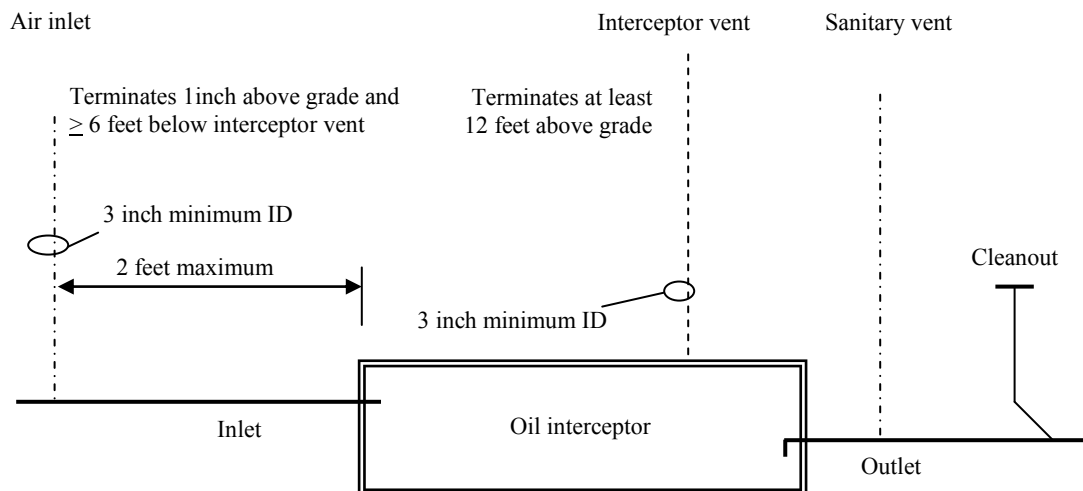 Air inlet
Interceptor vent
Sanitary vent
Terminates 1inch above grade and
≥ 6 feet below interceptor vent
Terminates at least
12 feet above grade
3 inch minimum ID
2 feet maximum
Cleanout
3 inch minimum ID
Inlet
Oil interceptor
Outlet